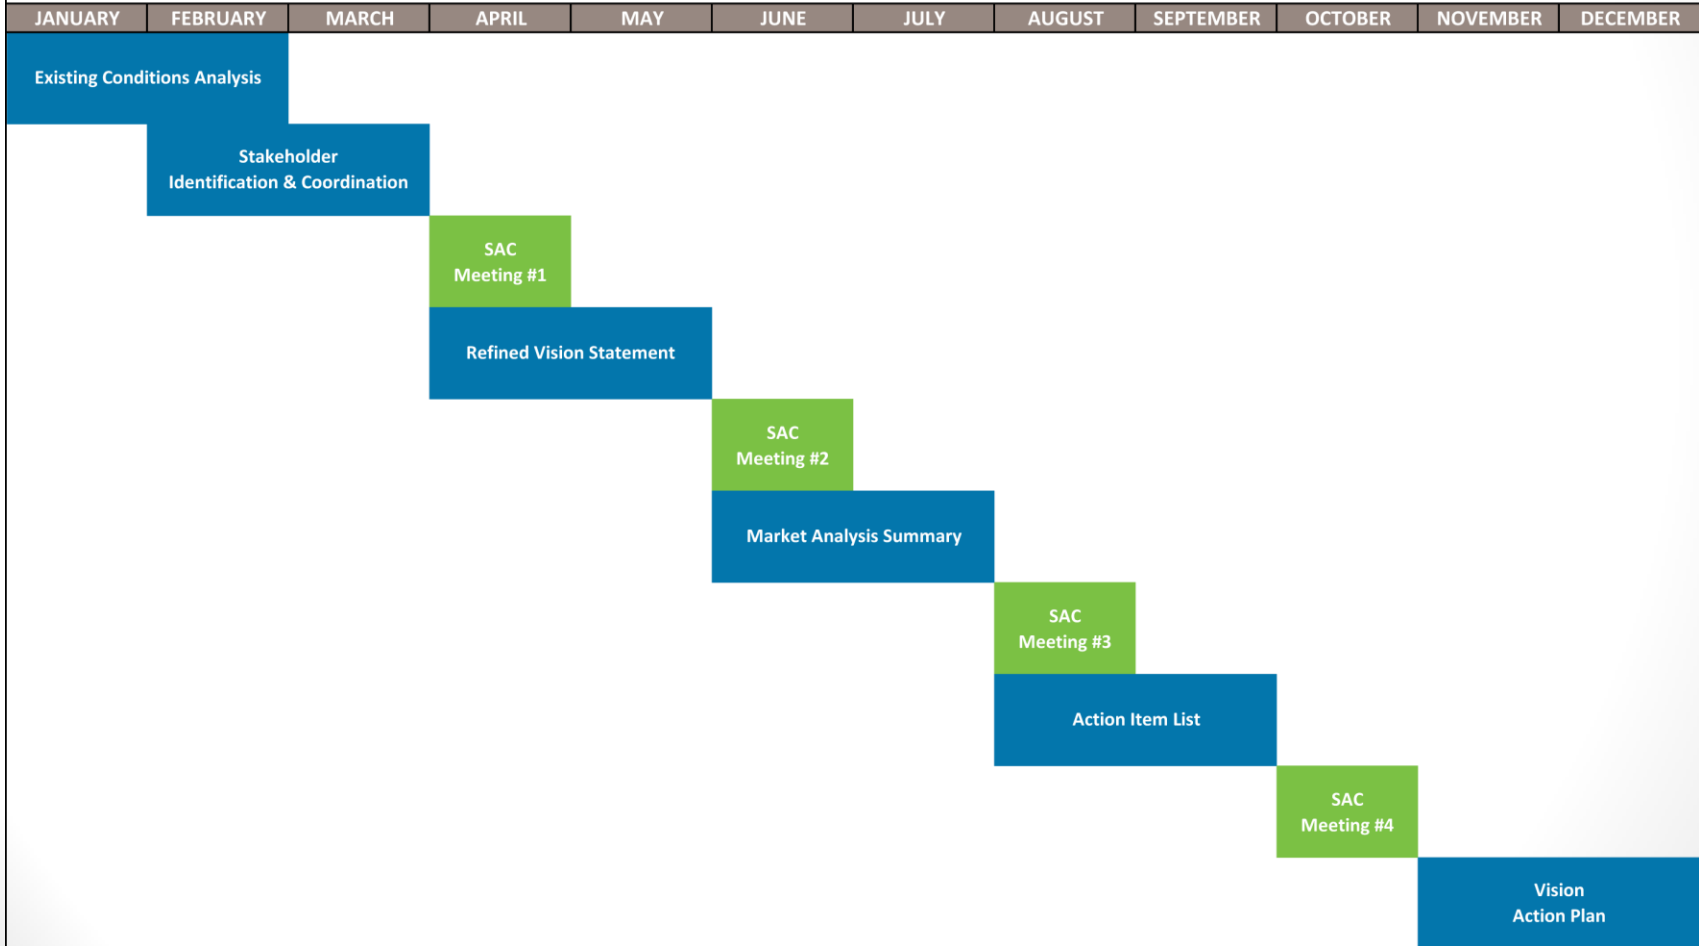 JANUARY FEBRUARY MARCH APRIL MAY JUNE JULY AUGUST SEPTEMBER OCTOBER NOVEMBER DECEMBER
Existing Conditions Analysis
Stakeholder
Identification & Coordination
SAC
Meeting #1
Refined Vision Statement
SAC
Meeting #2
Market Analysis Summary
SAC
Meeting #3
Action Item List
SAC
Meeting #4
Vision
Action Plan